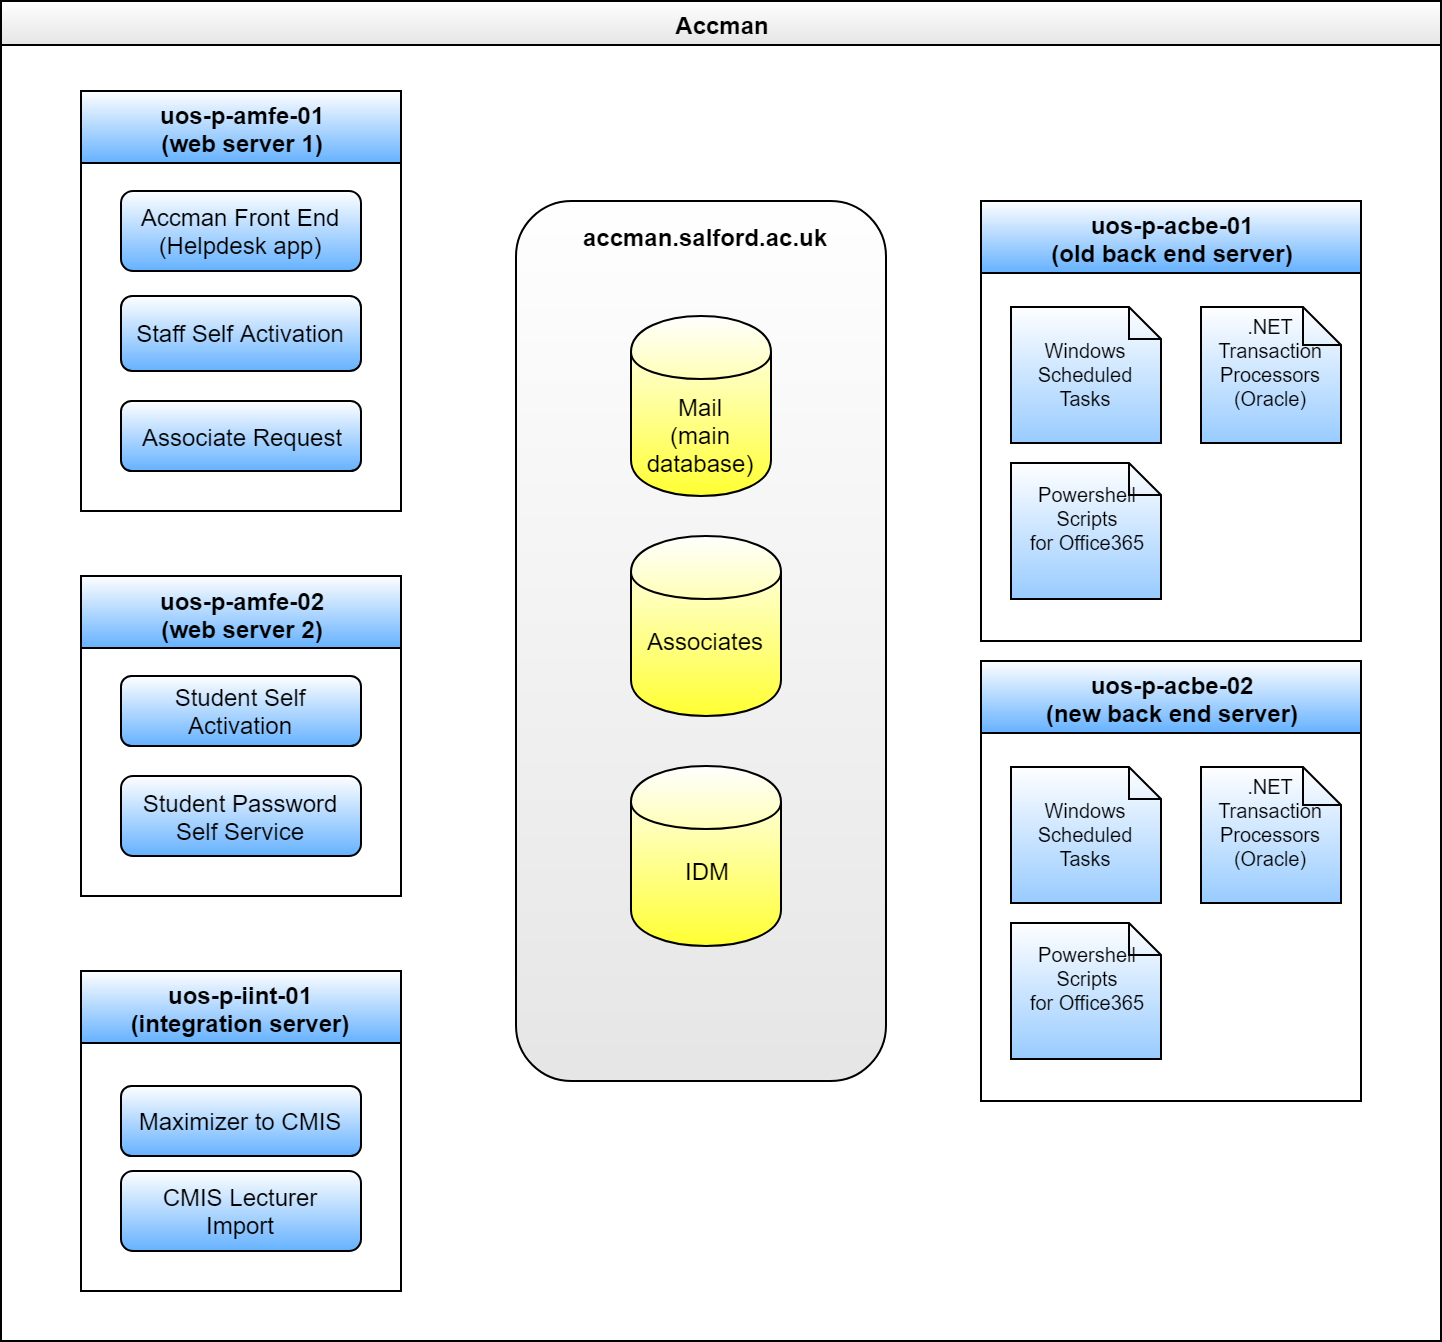 Accman
uos-p-amfe-01
(web server 1)
Accman Front End
(Helpdesk app)
Staff Self Activation
Associate Request
uos-p-amfe-02
(web server 2)
Student Self
Activation
Student Password
Self Service
uos-p-iint-01
(integration server)
Maximizer to CMIS
CMIS Lecturer
Import
accman.salford.ac.uk
Mail
(main
database)
Associates
IDM
uos-p-acbe-01
(old back end server)
Windows
Scheduled
Tasks
.NET
Transaction
Processors
(Oracle)
Powershell
Scripts
for Office365
uos-p-acbe-02
(new back end server)
Windows
Scheduled
Tasks
.NET
Transaction
Processors
(Oracle)
Powershell
Scripts
for Office365